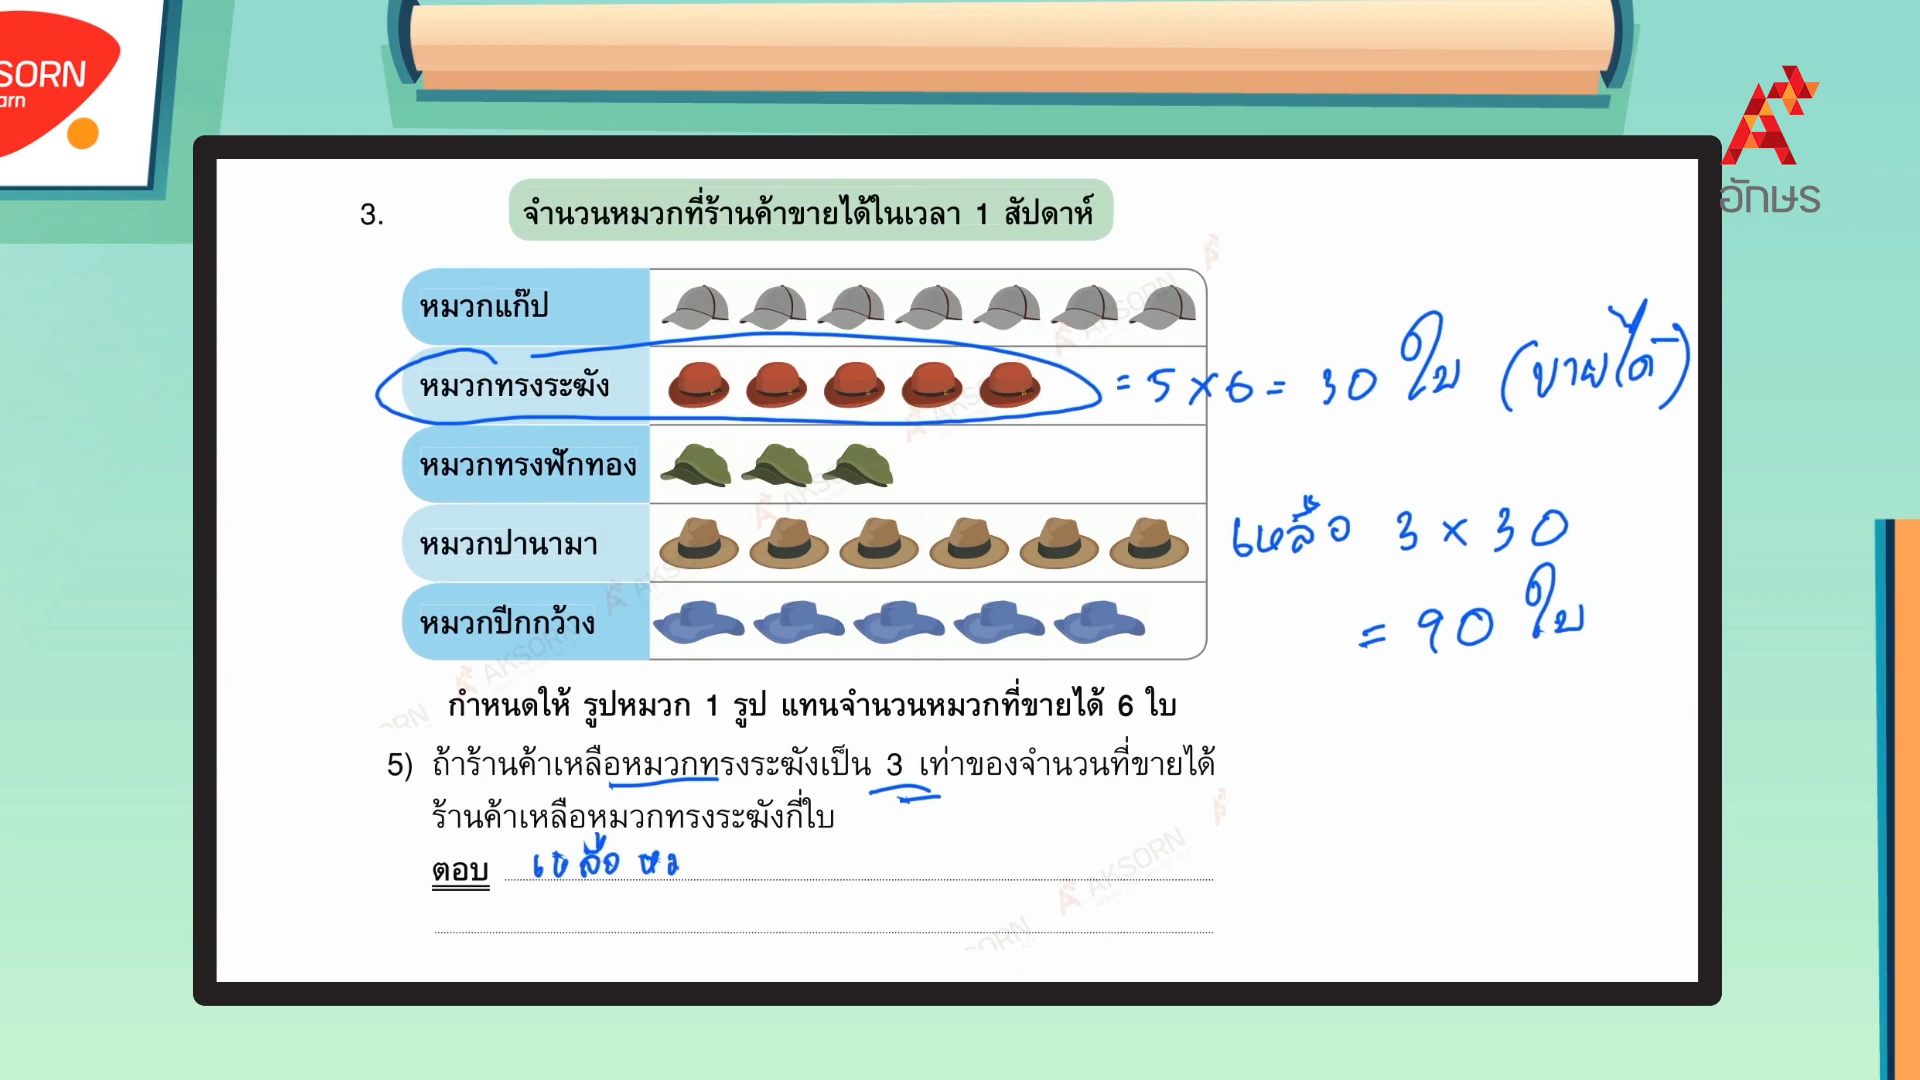 SORN
arn
อักษร
3. จำนวนหมวกที่ร้านค้าขายได้ในเวลา 1 สัปดาห์
หมวกแก๊ป
หมวกทรงระฆัง = 5 × 6 = 30 ใบ (ขายได้)
หมวกทรงฟักทอง
หมวกปานามา เหลือ 3 × 30
= 90 ใบ
หมวกปีกกว้าง
กำหนดให้ รูปหมวก 1 รูป แทนจำนวนหมวกที่ขายได้ 6 ใบ
5) ถ้าร้านค้าเหลือหมวกทรงระฆังเป็น 3 เท่าของจำนวนที่ขายได้
ร้านค้าเหลือหมวกทรงระฆังกี่ใบ
ตอบ เหลือ หม